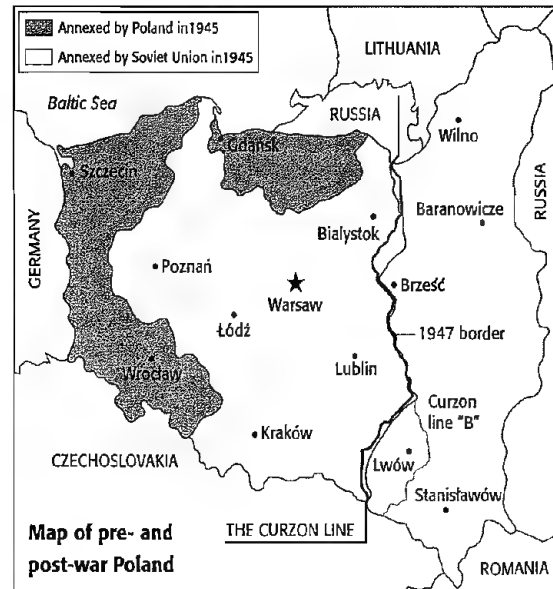 Annexed by Poland in1945
Annexed by Soviet Union in1945
LITHUANIA
Baltic Sea
RUSSIA
Wilno
Gdańsk
Szczecin
RUSSIA
Baranowicze
Bialystok
GERMANY
Poznań
Brześć
Warsaw
Łódź
1947 border
Wrocław
Lublin
Curzon
line "B"
Kraków
Lwów
CZECHOSLOVAKIA
Stanisławów
Map of pre- and
post-war Poland
THE CURZON LINE
ROMANIA